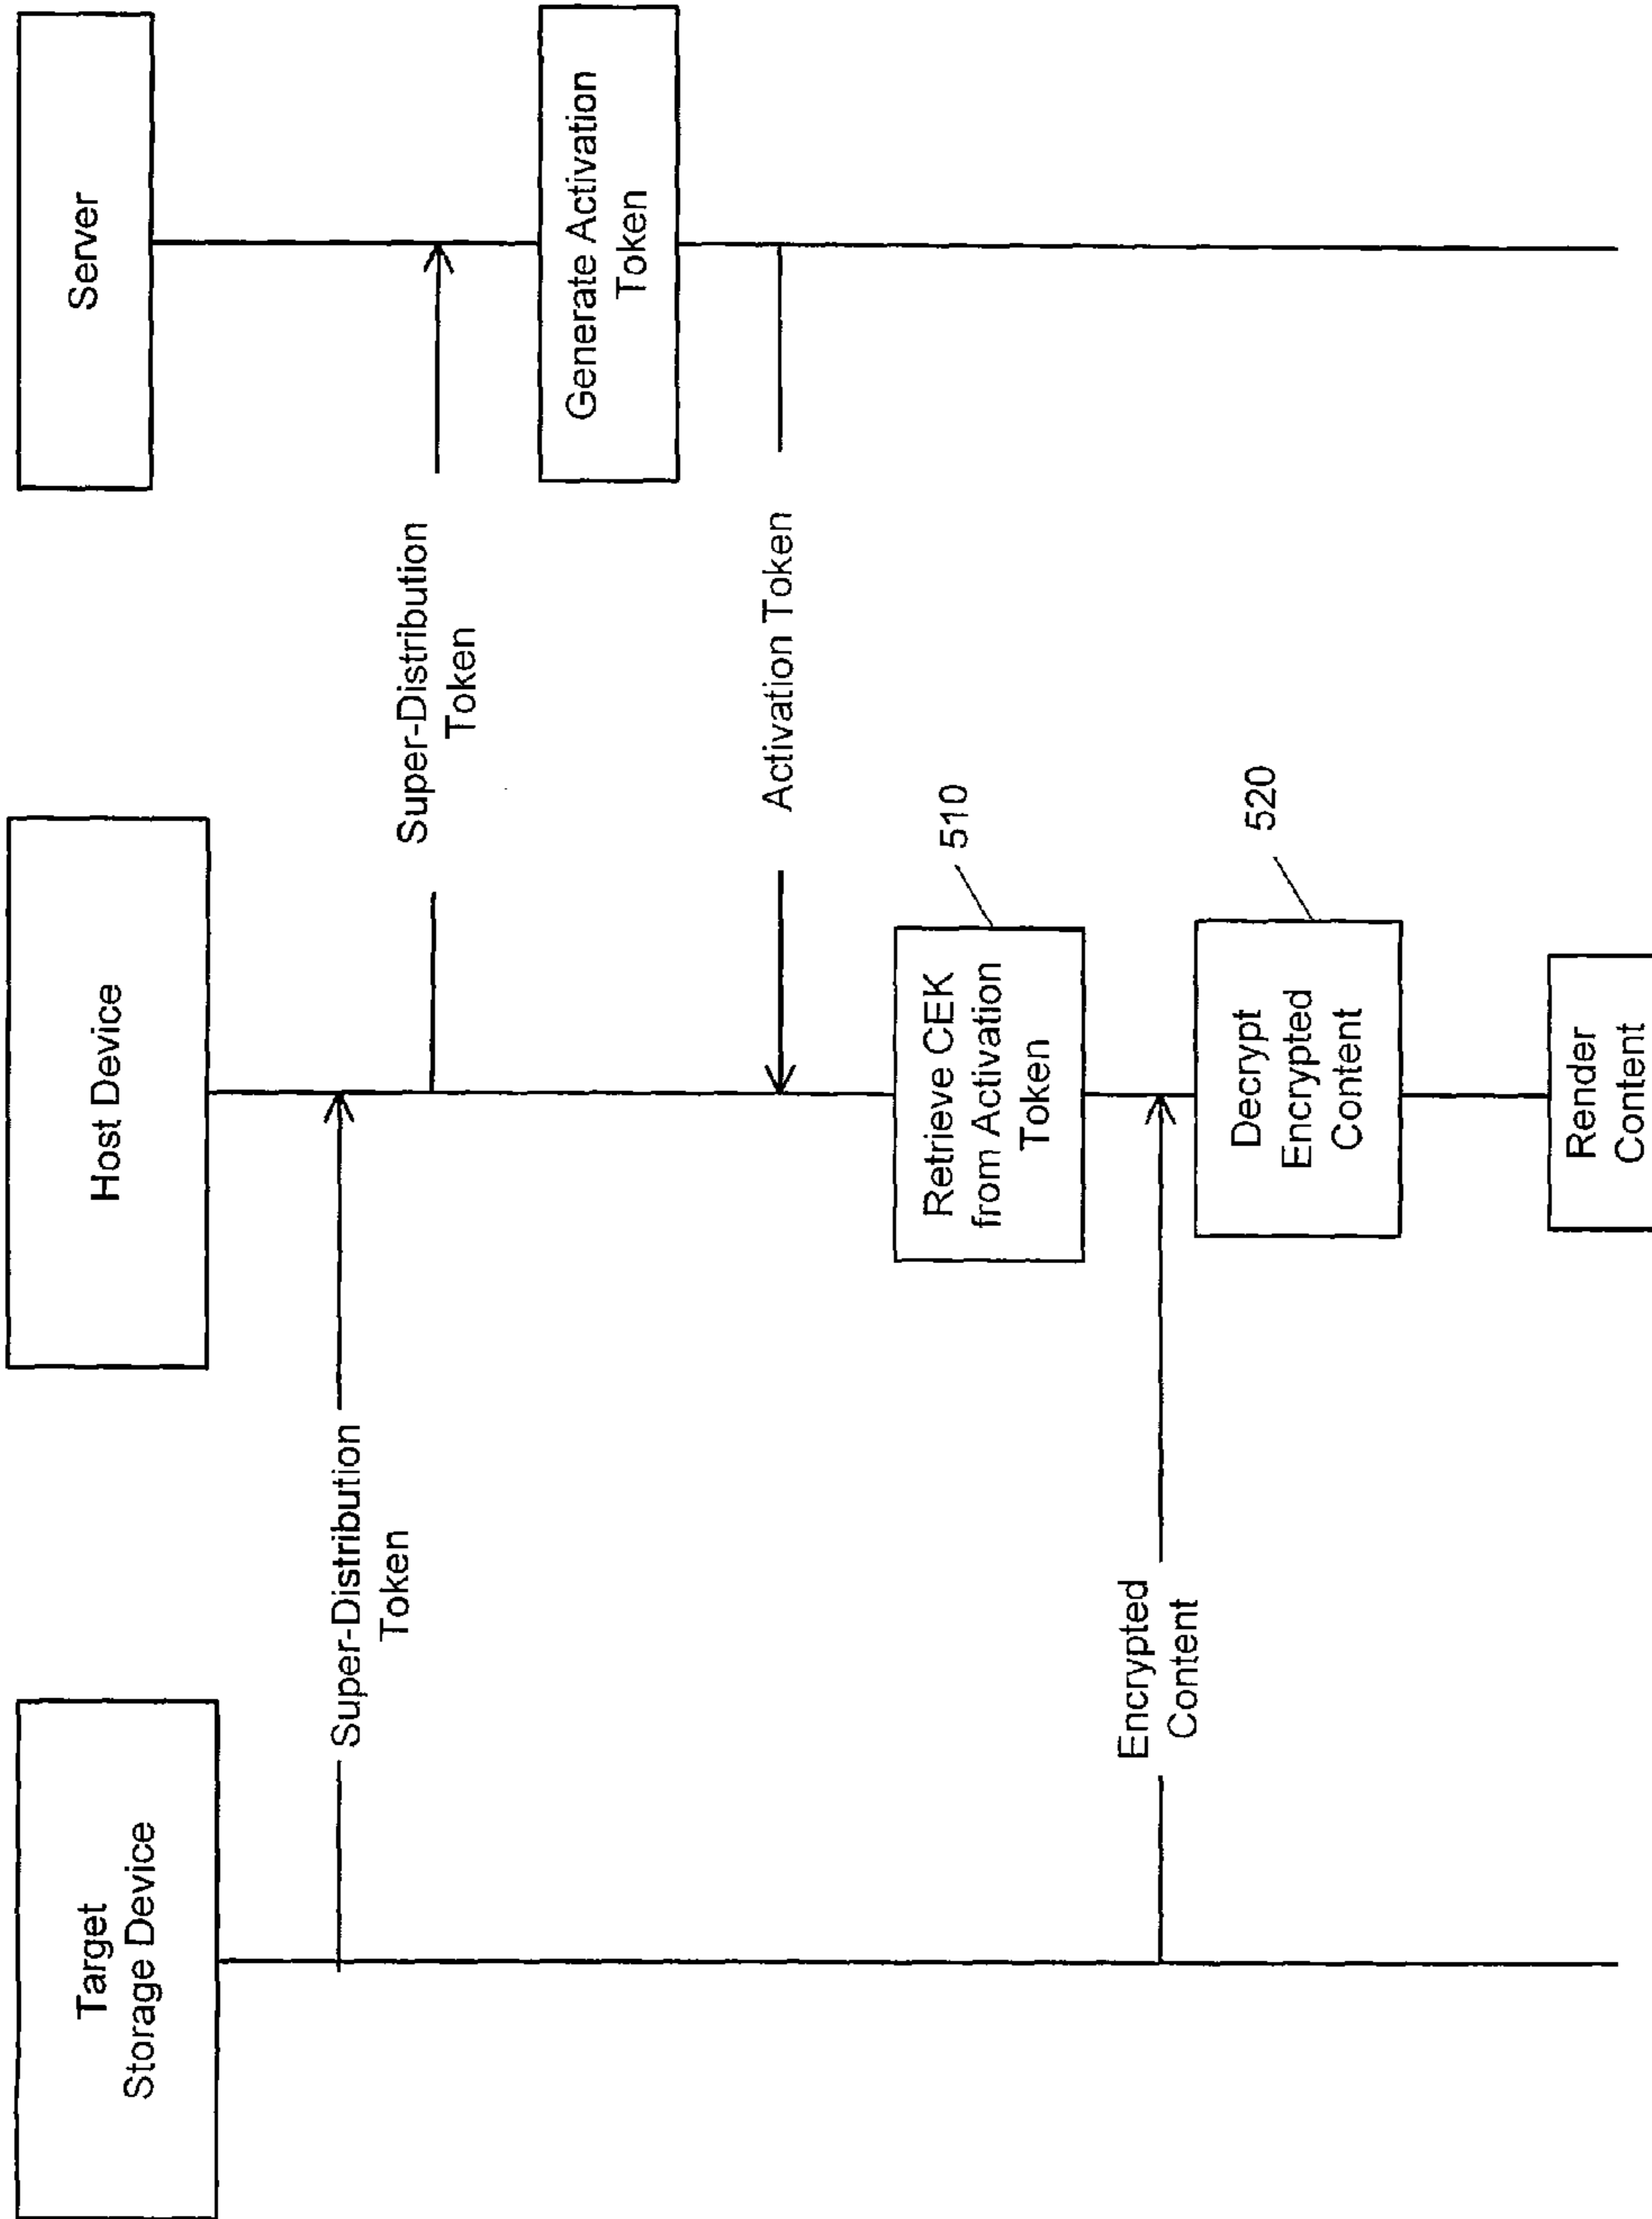 Target
Storage Device
Host Device
Server
Super-Distribution
Token
Super-Distribution
Token
Generate Activation
Token
Activation Token
Retrieve CEK
from Activation
Token
510
Encrypted
Content
Decrypt
Encrypted
Content
520
Render
Content